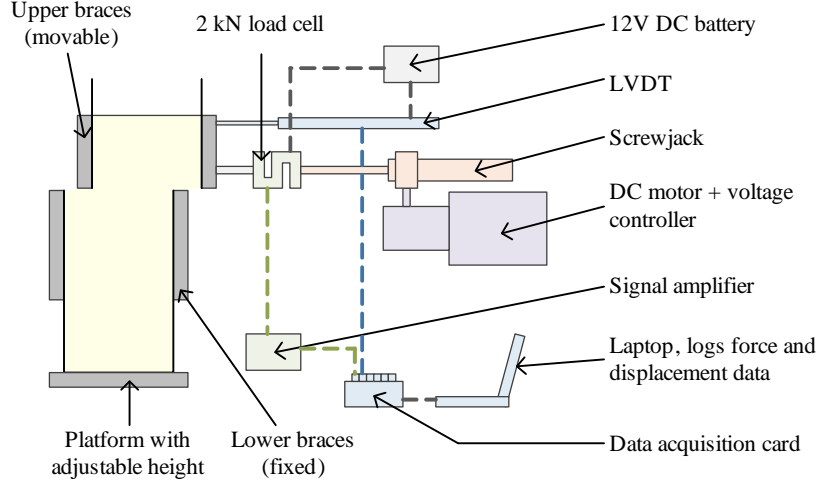 Upper braces
(movable)
2 kN load cell
12V DC battery
LVDT
Screwjack
DC motor + voltage
controller
Signal amplifier
Laptop, logs force and
displacement data
Data acquisition card
Platform with
adjustable height
Lower braces
(fixed)